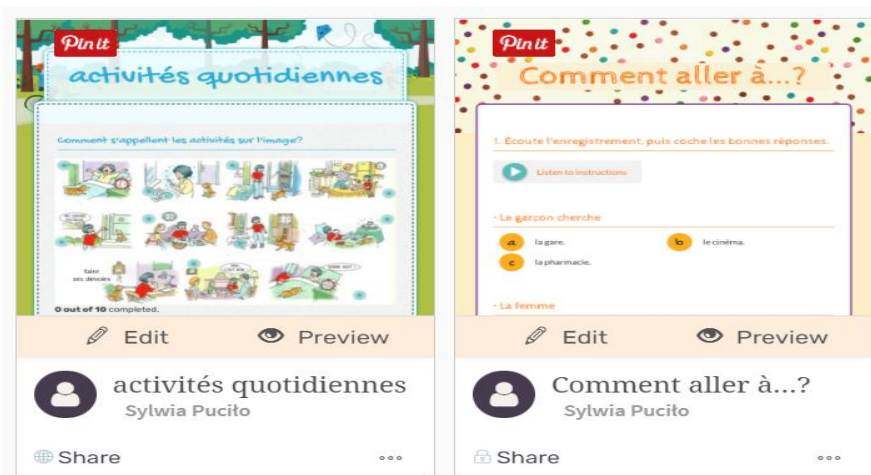 Pin it
activités quotidiennes
Comment s'appellent les activités sur l'image?
faire
ses devoirs
0 out of 10 completed.
Edit
Preview
activités quotidiennes
Sylwia Puciło
Share
Pin it
Comment aller à...?
1. Écoute l'enregistrement, puis coche les bonnes réponses.
Listen to instructions
- Le garçon cherche
a. la gare.
b. le cinéma.
c. la pharmacie.
- La femme
Edit
Preview
Comment aller à...?
Sylwia Puciło
Share